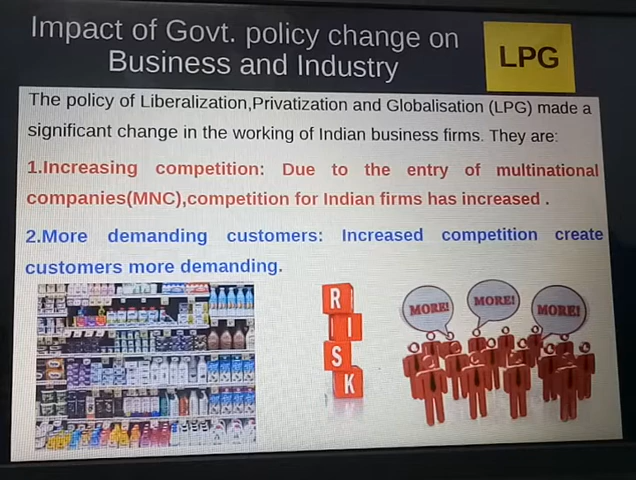 Impact of Govt. policy change on
Business and Industry
LPG
The policy of Liberalization,Privatization and Globalisation (LPG) made a
significant change in the working of Indian business firms. They are:
1.Increasing competition: Due to the entry of multinational
companies(MNC),competition for Indian firms has increased .
2.More demanding customers: Increased competition create
customers more demanding.
R
I
S
K
MORE!
MORE!
MORE!